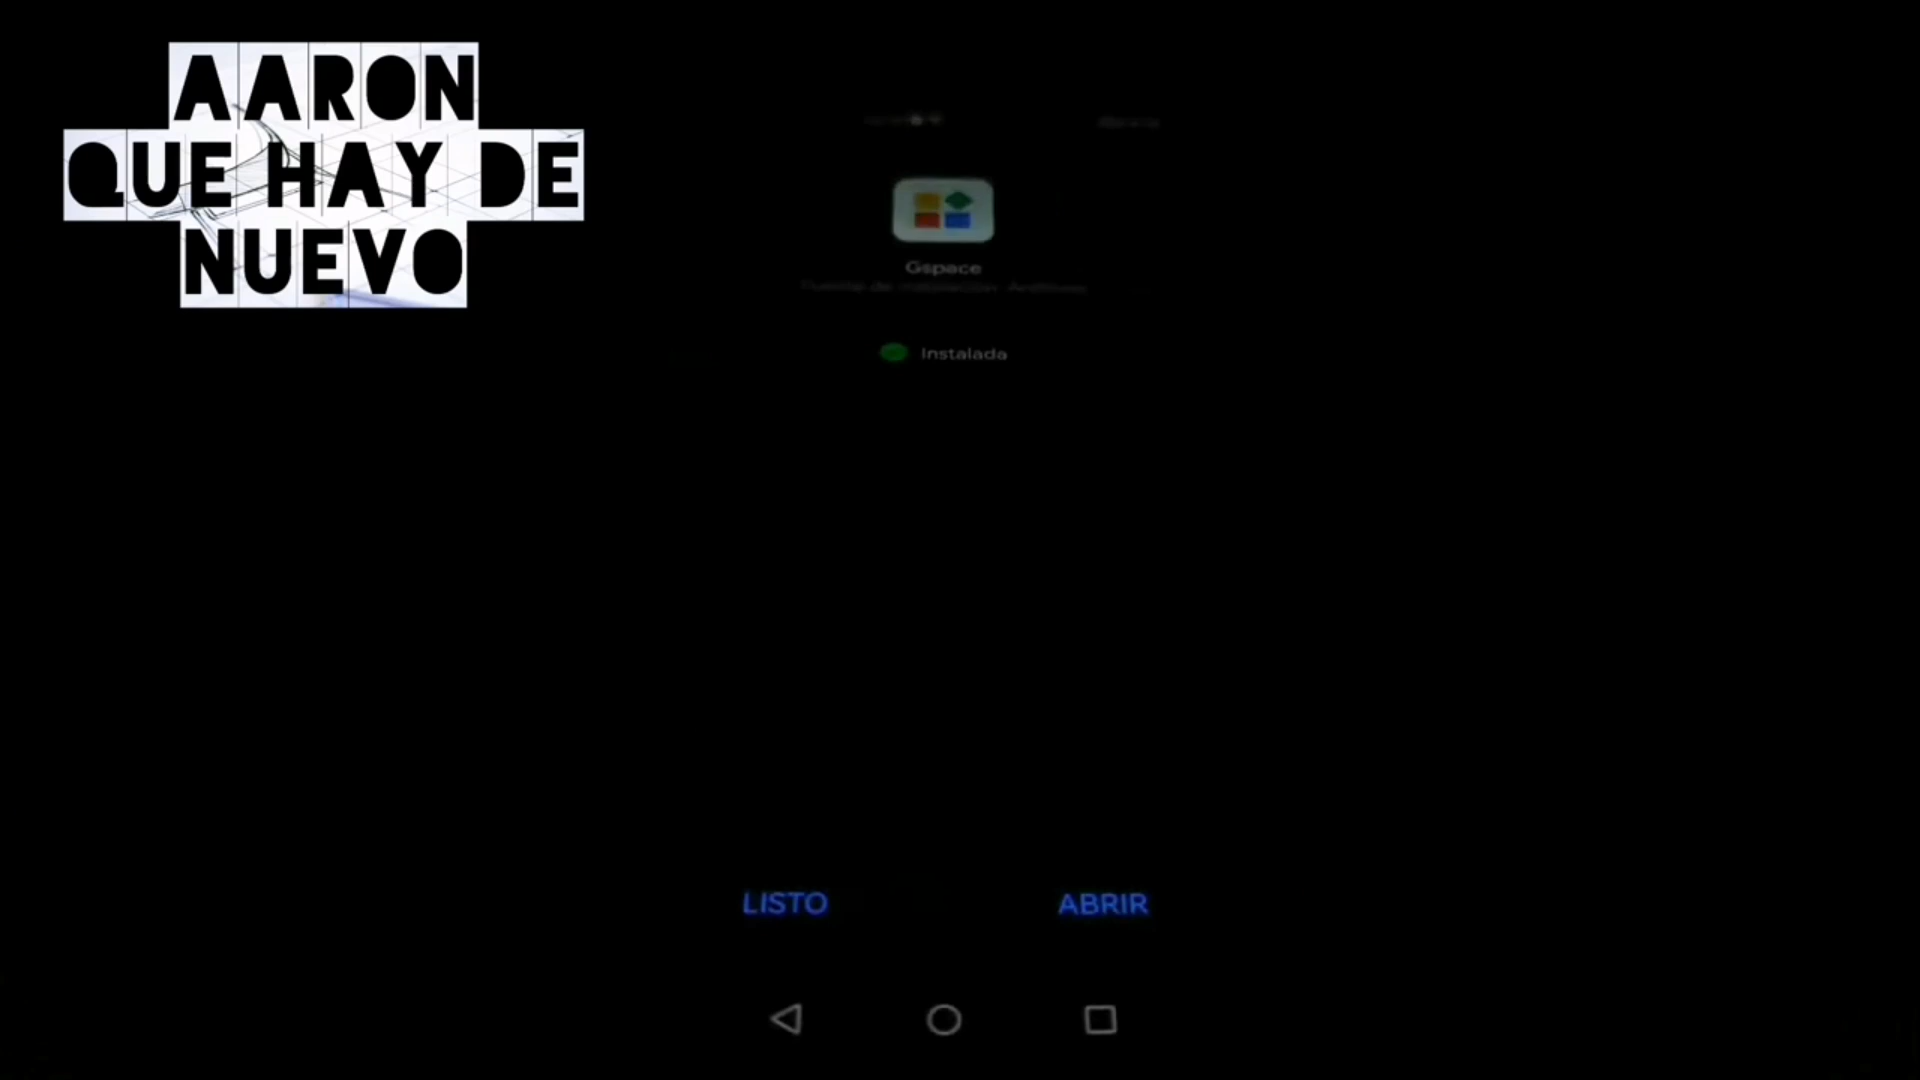 AARON
QUE HAY DE
NUEVO
Gspace
Instalada
LISTO
ABRIR